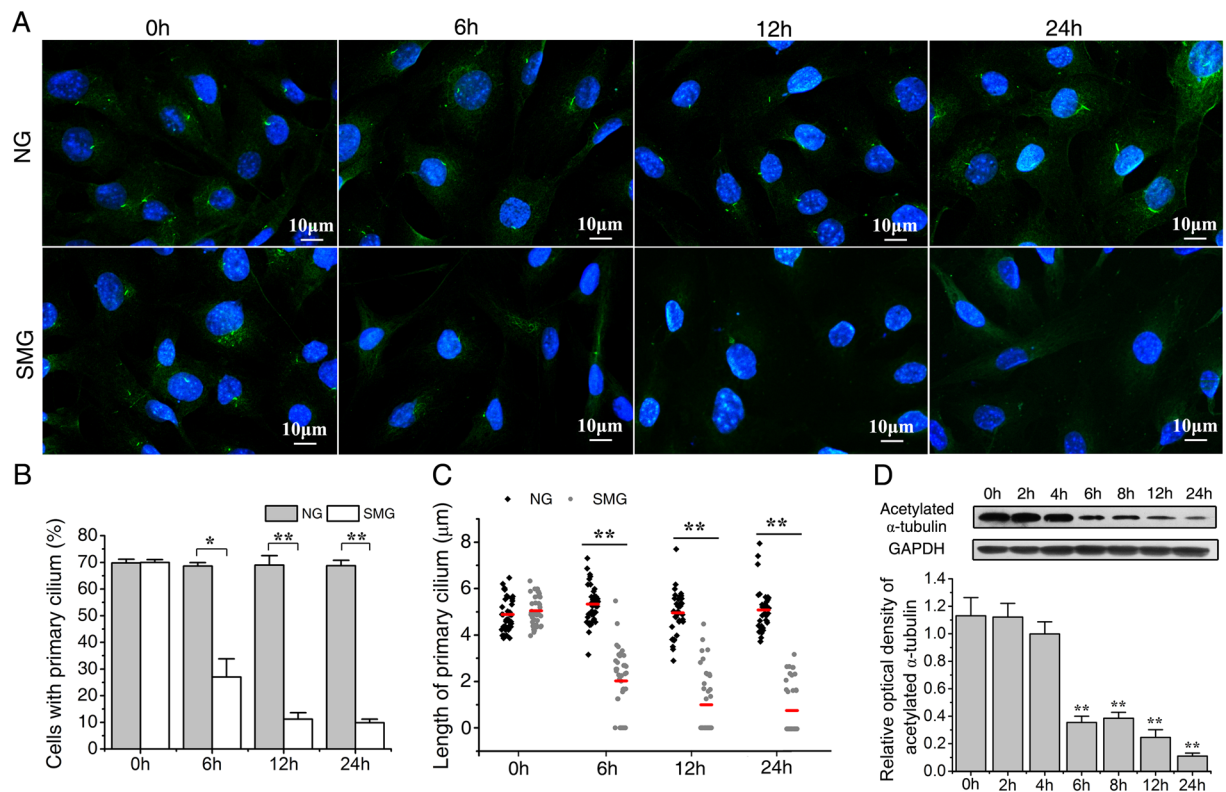 A
0h 6h 12h 24h
NG
10μm 10μm 10μm 10μm
SMG
10μm 10μm 10μm 10μm
B
NG SMG
Cells with primary cilium (%)
80
70
60
50
40
30
20
10
0
* ** **
0h 6h 12h 24h
C
NG SMG
Length of primary cilium (μm)
8
6
4
2
0
** ** **
0h 6h 12h 24h
D
0h 2h 4h 6h 8h 12h 24h
Acetylated
α-tubulin
GAPDH
Relative optical density of
acetylated α-tubulin
1.4
1.2
1.0
0.8
0.6
0.4
0.2
0.0
** ** ** **
0h 2h 4h 6h 8h 12h 24h